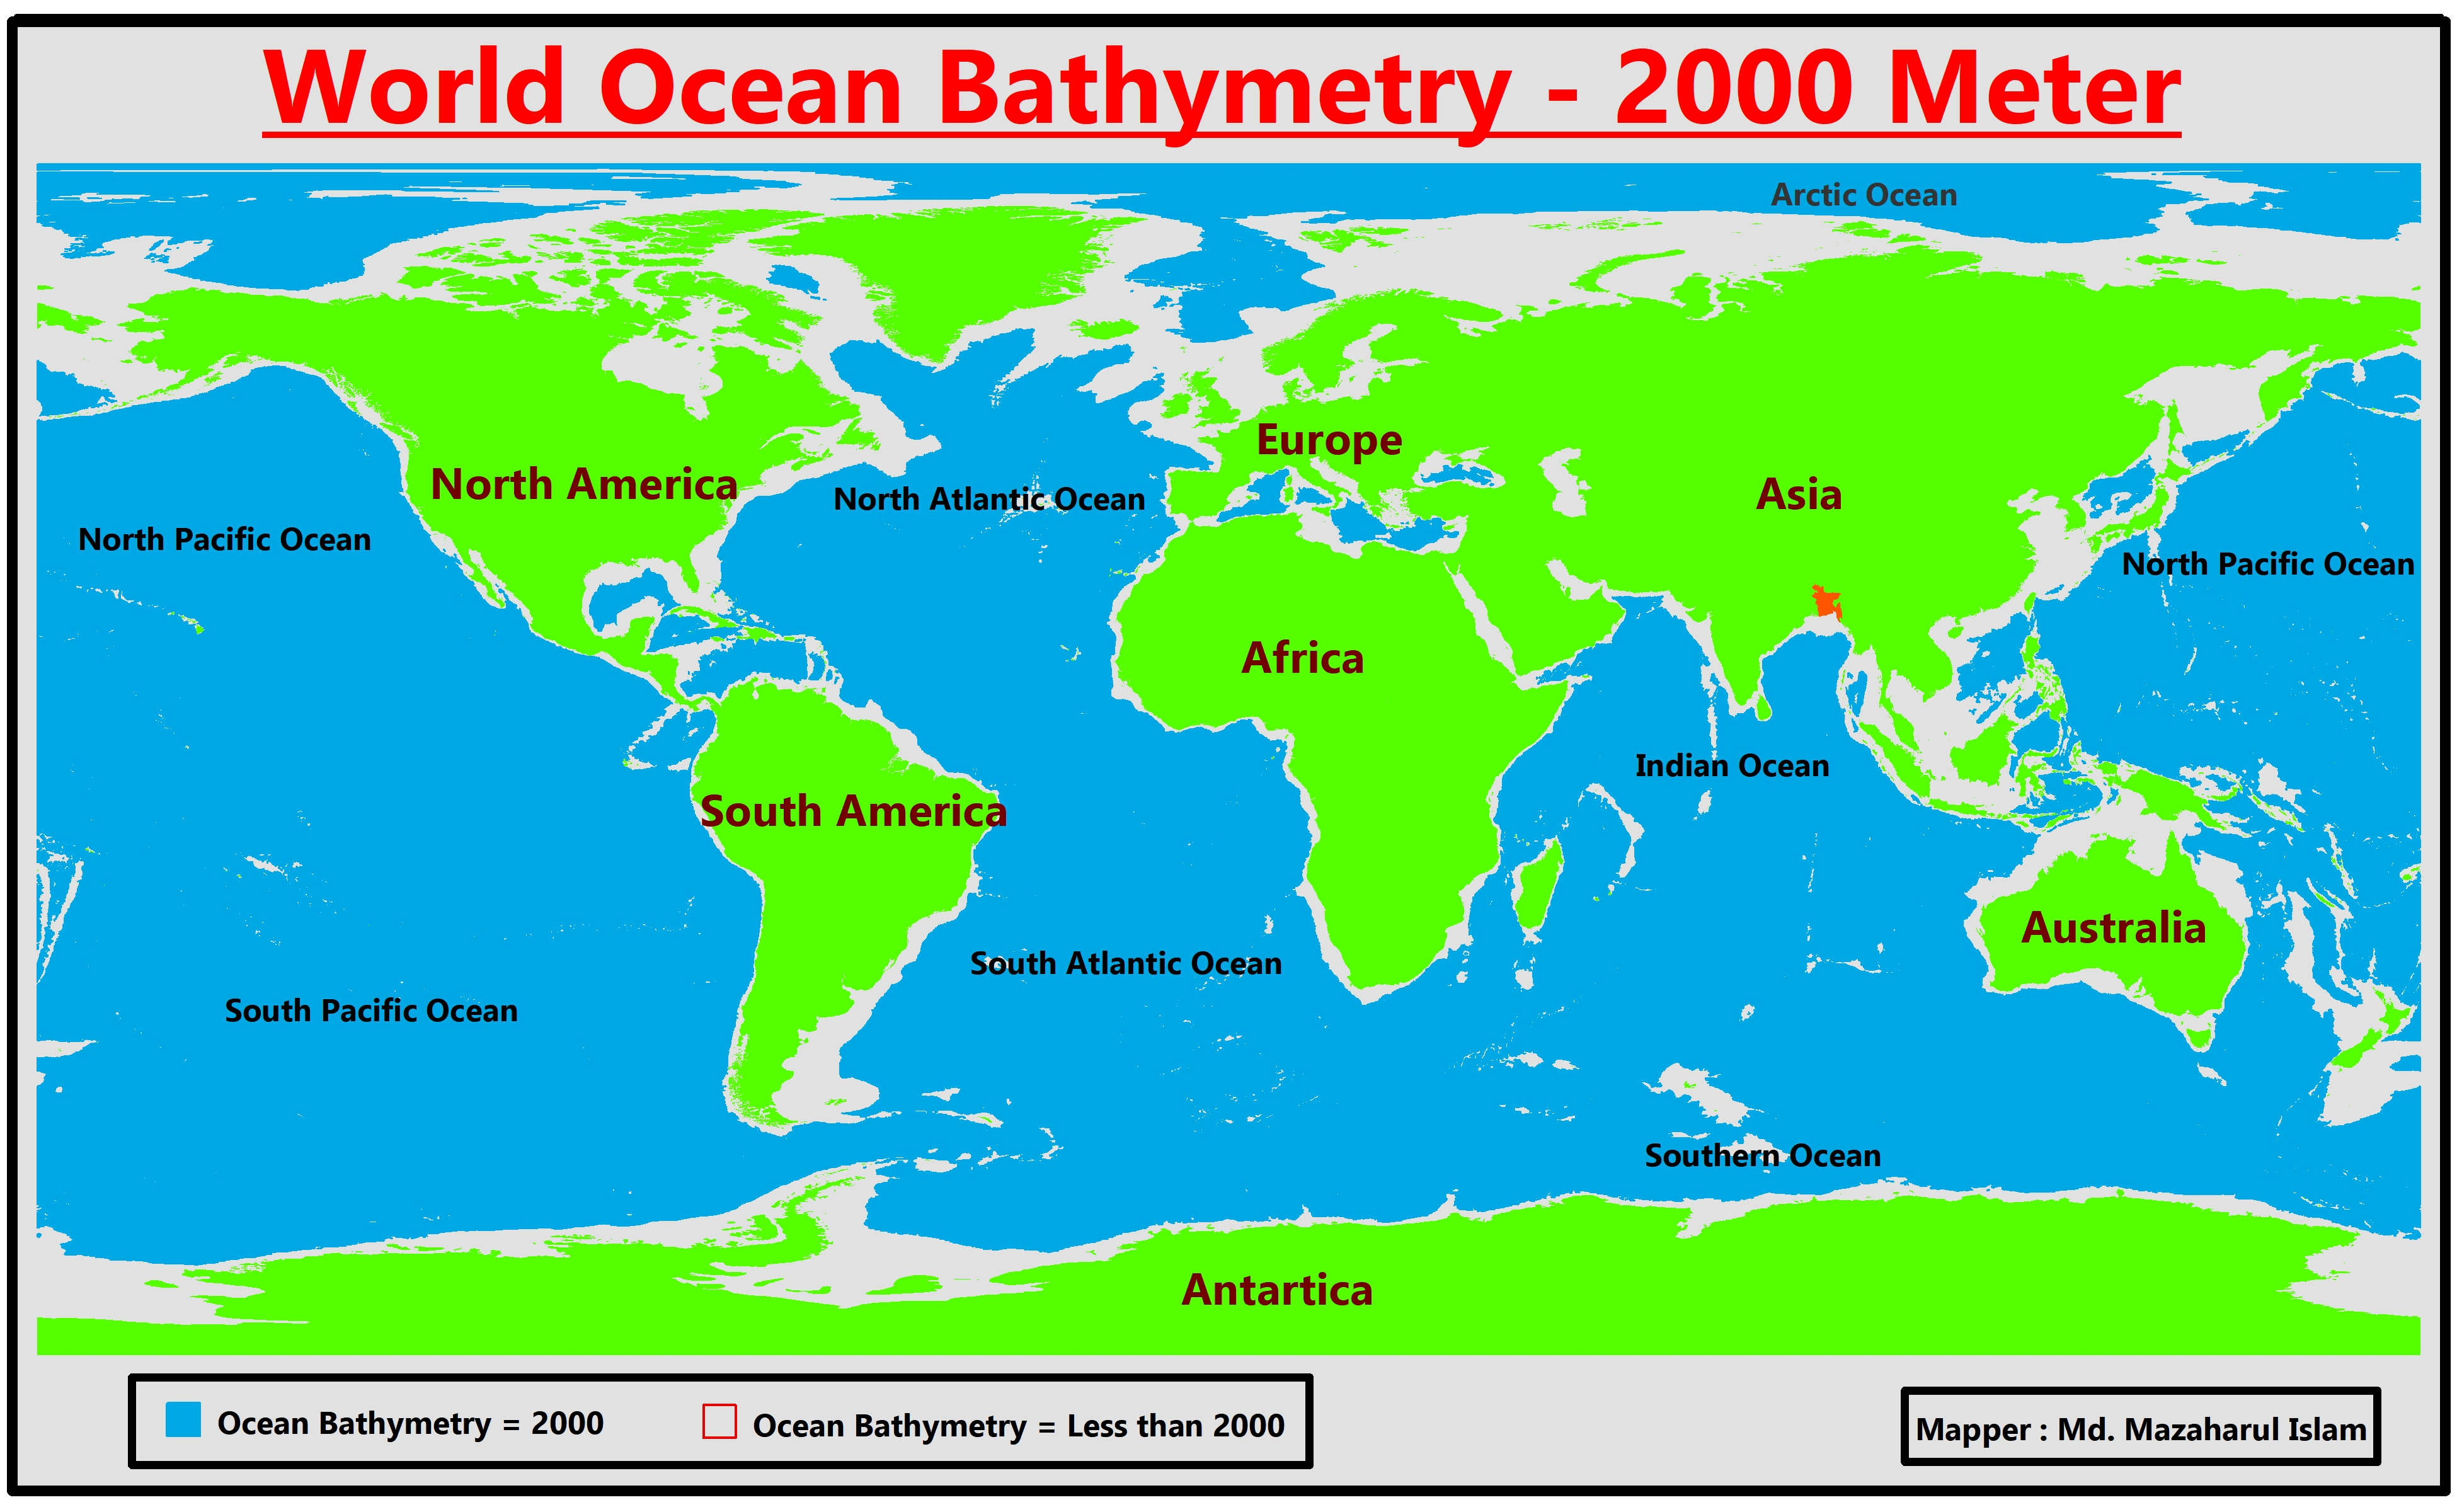 World Ocean Bathymetry - 2000 Meter
Arctic Ocean
Europe
North America
North Atlantic Ocean
Asia
North Pacific Ocean
North Pacific Ocean
Africa
Indian Ocean
South America
Australia
South Atlantic Ocean
South Pacific Ocean
Southern Ocean
Antartica
Ocean Bathymetry = 2000
Ocean Bathymetry = Less than 2000
Mapper : Md. Mazaharul Islam